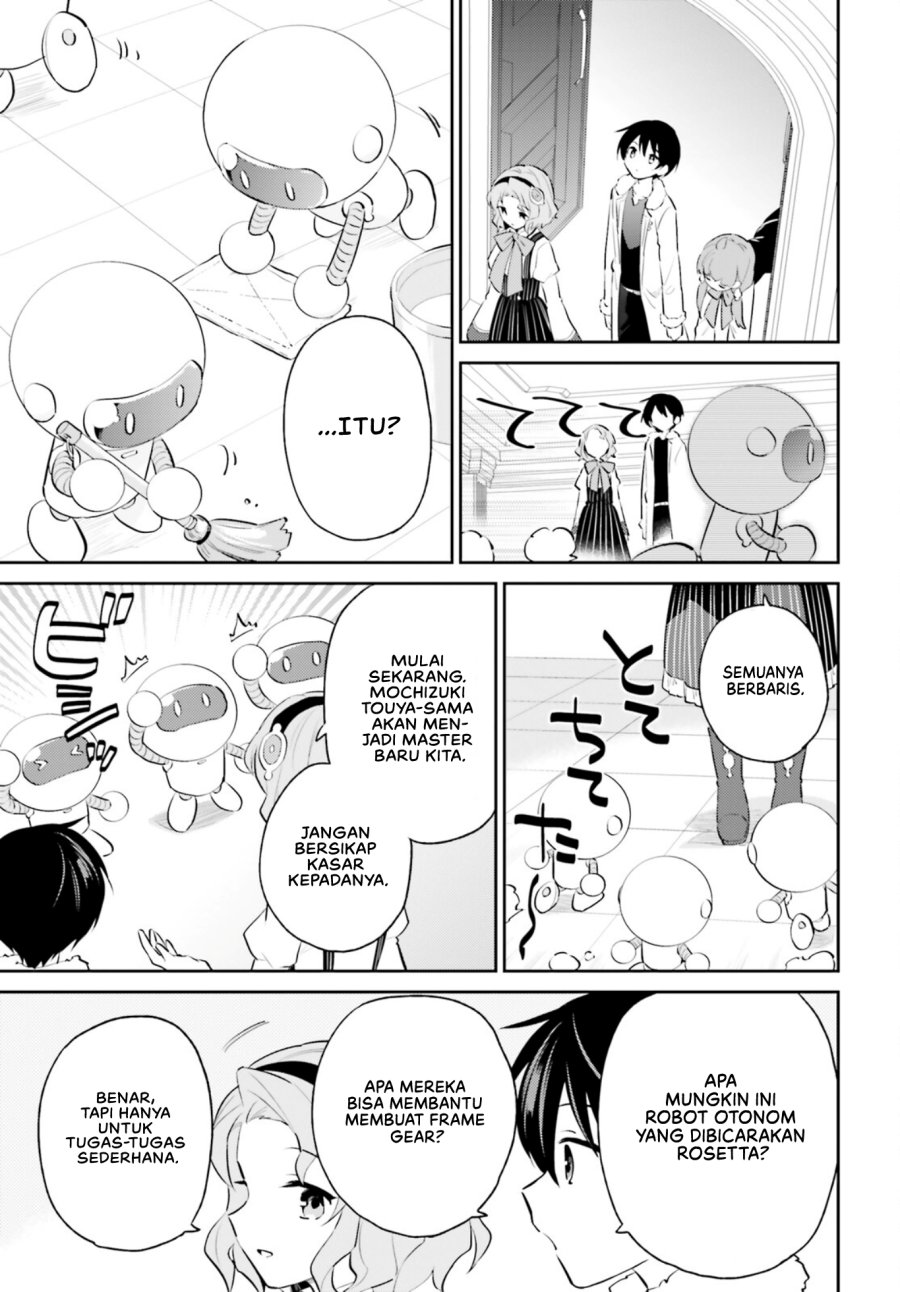 てててて
...ITU?
SEMUANYA
BERBARIS.
とてちてた〜
MULAI
SEKARANG,
MOCHIZUKI
TOUYA-SAMA
AKAN MEN-
JADI MASTER
BARU KITA.
JANGAN
BERSIKAP
KASAR
KEPADANYA.
APA
MUNGKIN INI
ROBOT OTONOM
YANG DIBICARAKAN
ROSETTA?
APA MEREKA
BISA MEMBANTU
MEMBUAT FRAME
GEAR?
BENAR,
TAPI HANYA
UNTUK
TUGAS-TUGAS
SEDERHANA.